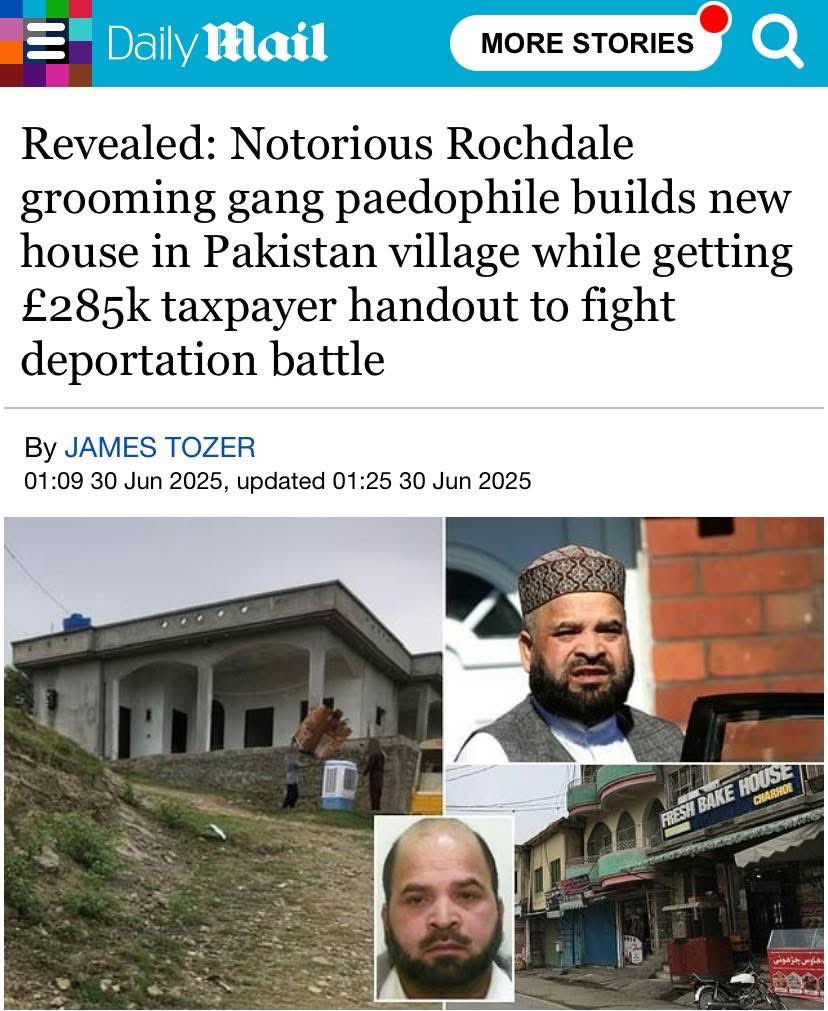 Daily Mail
MORE STORIES
Revealed: Notorious Rochdale
grooming gang paedophile builds new
house in Pakistan village while getting
£285k taxpayer handout to fight
deportation battle
By JAMES TOZER
01:09 30 Jun 2025, updated 01:25 30 Jun 2025
FRESH BAKE HOUSE
CHARHOI